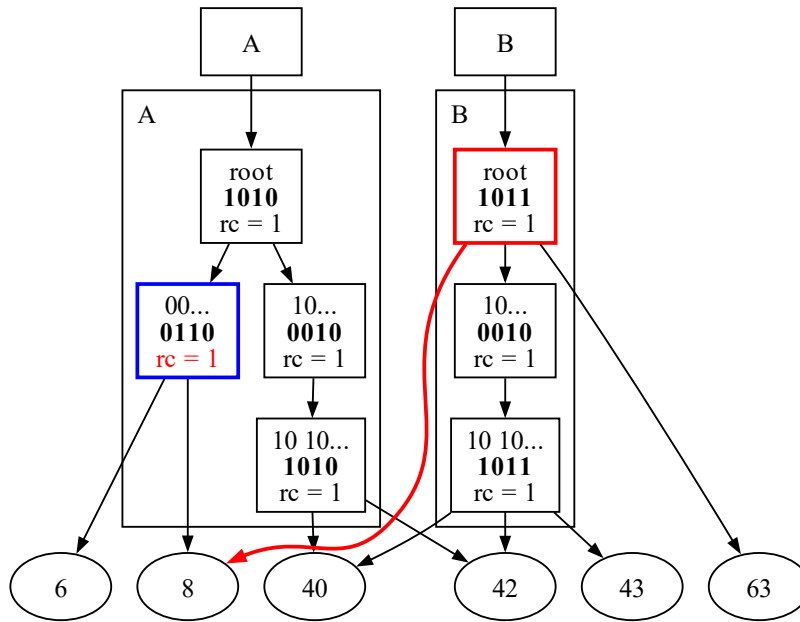 A
B
A
B
root
1010
rc = 1
root
1011
rc = 1
00...
0110
rc = 1
10...
0010
rc = 1
10...
0010
rc = 1
10 10...
1010
rc = 1
10 10...
1011
rc = 1
6
8
40
42
43
63